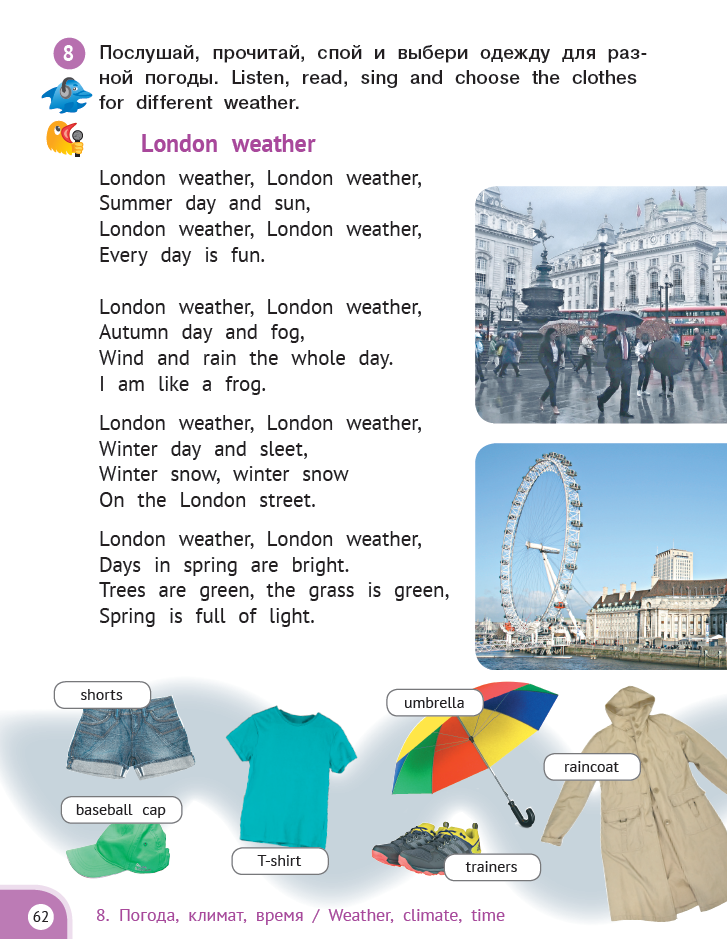 8
Послушай, прочитай, спой и выбери одежду для раз-
ной погоды. Listen, read, sing and choose the clothes
for different weather.
London weather
London weather, London weather,
Summer day and sun,
London weather, London weather,
Every day is fun.
London weather, London weather,
Autumn day and fog,
Wind and rain the whole day.
I am like a frog.
London weather, London weather,
Winter day and sleet,
Winter snow, winter snow
On the London street.
London weather, London weather,
Days in spring are bright.
Trees are green, the grass is green,
Spring is full of light.
shorts
umbrella
raincoat
baseball cap
T-shirt
trainers
62
8. Погода, климат, время / Weather, climate, time